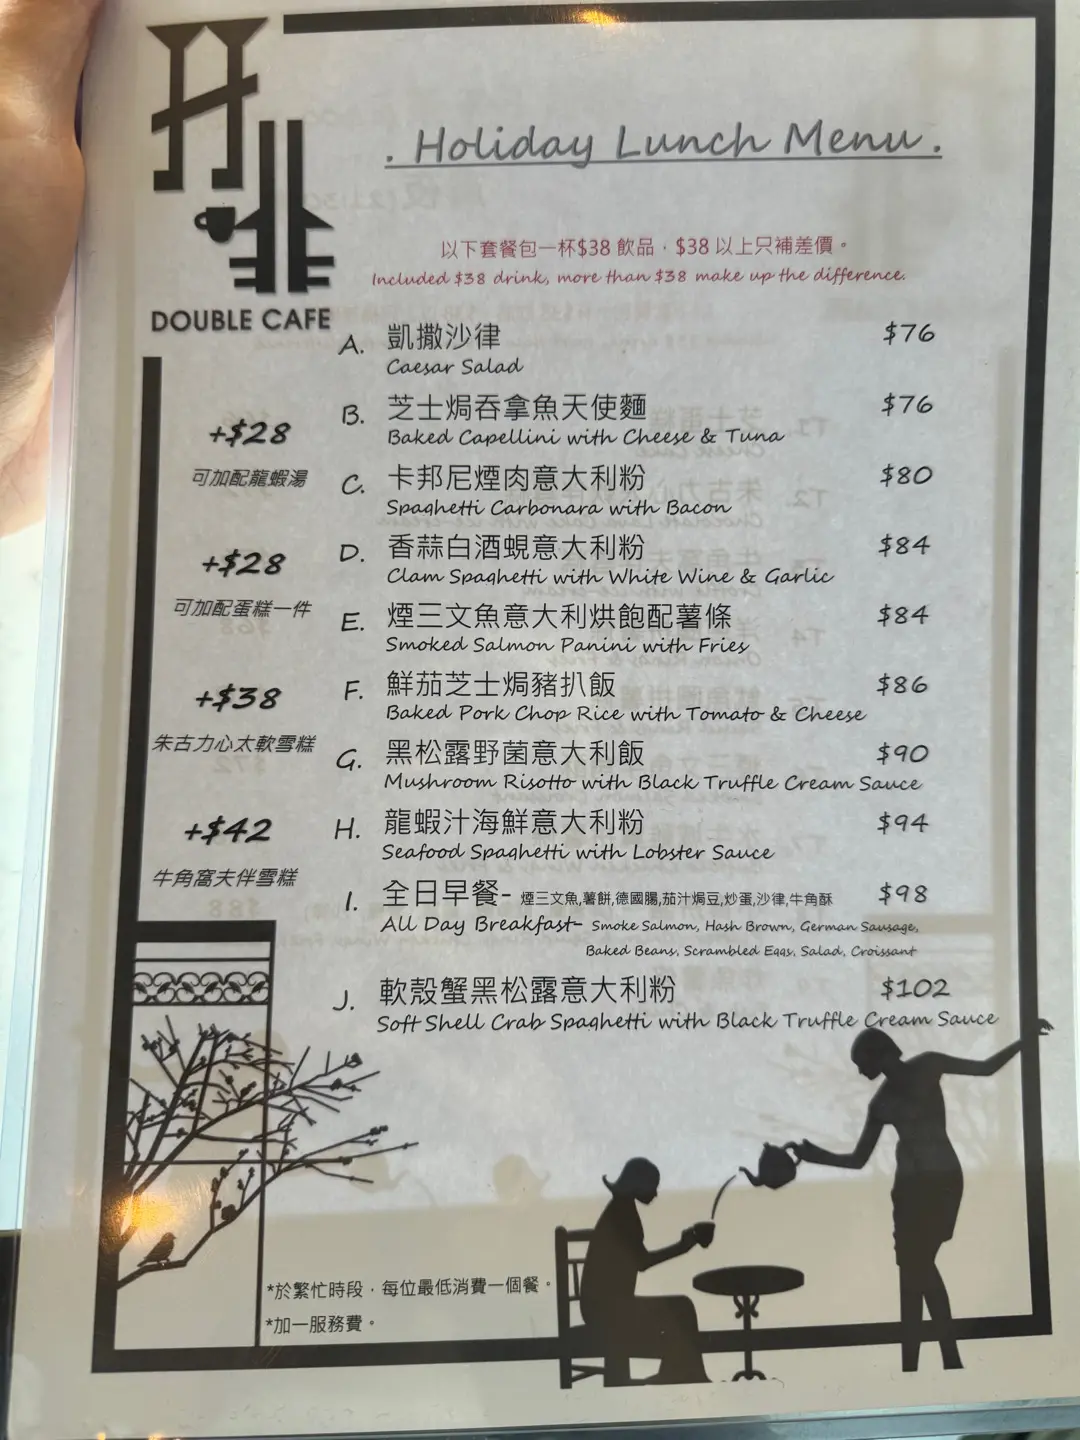 DOUBLE CAFE
. Holiday Lunch Menu .
以下套餐包一杯$38 飲品，$38 以上只補差價。
Included $38 drink, more than $38 make up the difference.
A. 凱撒沙律 $76
Caesar Salad
B. 芝士焗吞拿魚天使麵 $76
Baked Capellini with Cheese & Tuna
C. 卡邦尼煙肉意大利粉 $80
Spaghetti Carbonara with Bacon
D. 香蒜白酒蜆意大利粉 $84
Clam Spaghetti with White Wine & Garlic
E. 煙三文魚意大利烘飽配薯條 $84
Smoked Salmon Panini with Fries
F. 鮮茄芝士焗豬扒飯 $86
Baked Pork Chop Rice with Tomato & Cheese
G. 黑松露野菌意大利飯 $90
Mushroom Risotto with Black Truffle Cream Sauce
H. 龍蝦汁海鮮意大利粉 $94
Seafood Spaghetti with Lobster Sauce
I. 全日早餐- 煙三文魚,薯餅,德國腸,茄汁焗豆,炒蛋,沙律,牛角酥 $98
All Day Breakfast- Smoke Salmon, Hash Brown, German Sausage,
Baked Beans, Scrambled Eggs, Salad, Croissant
J. 軟殼蟹黑松露意大利粉 $102
Soft Shell Crab Spaghetti with Black Truffle Cream Sauce
+$28
可加配龍蝦湯
+$28
可加配蛋糕一件
+$38
朱古力心太軟雪糕
+$42
牛角窩夫伴雪糕
*於繁忙時段，每位最低消費一個餐。
*加一服務費。